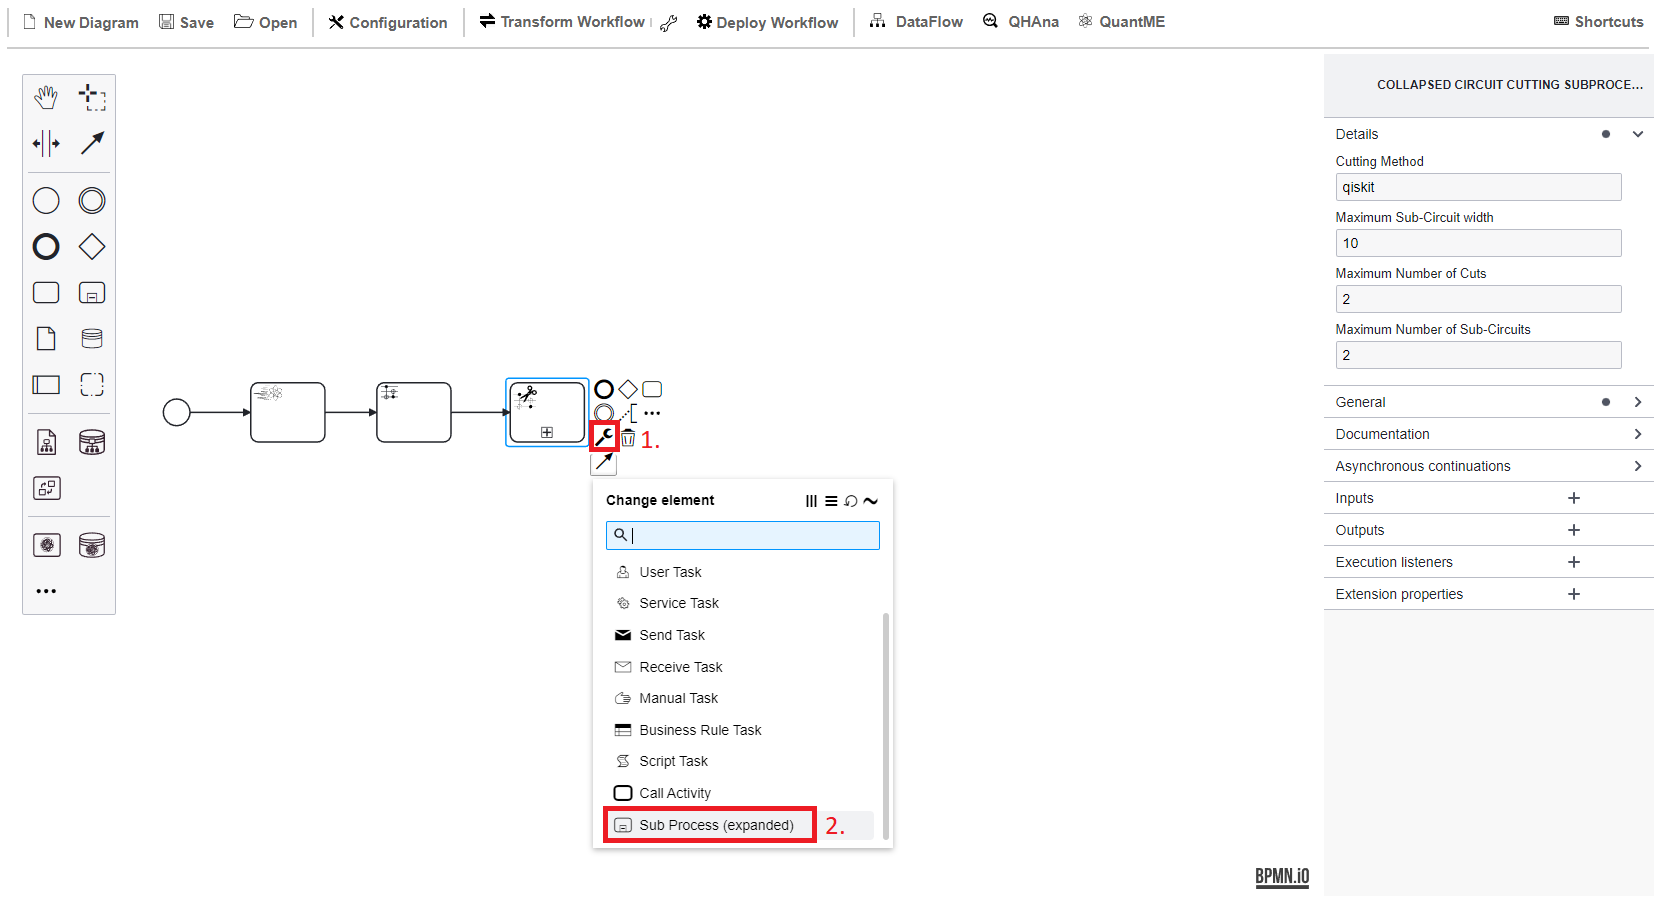 New Diagram Save Open Configuration Transform Workflow Deploy Workflow DataFlow QHAna QuantME Shortcuts
COLLAPSED CIRCUIT CUTTING SUBPROCE...
Details
Cutting Method
qiskit
Maximum Sub-Circuit width
10
Maximum Number of Cuts
2
Maximum Number of Sub-Circuits
2
General
Documentation
Asynchronous continuations
Inputs
Outputs
Execution listeners
Extension properties
1.
Change element
User Task
Service Task
Send Task
Receive Task
Manual Task
Business Rule Task
Script Task
Call Activity
Sub Process (expanded) 2.
BPMN.iO